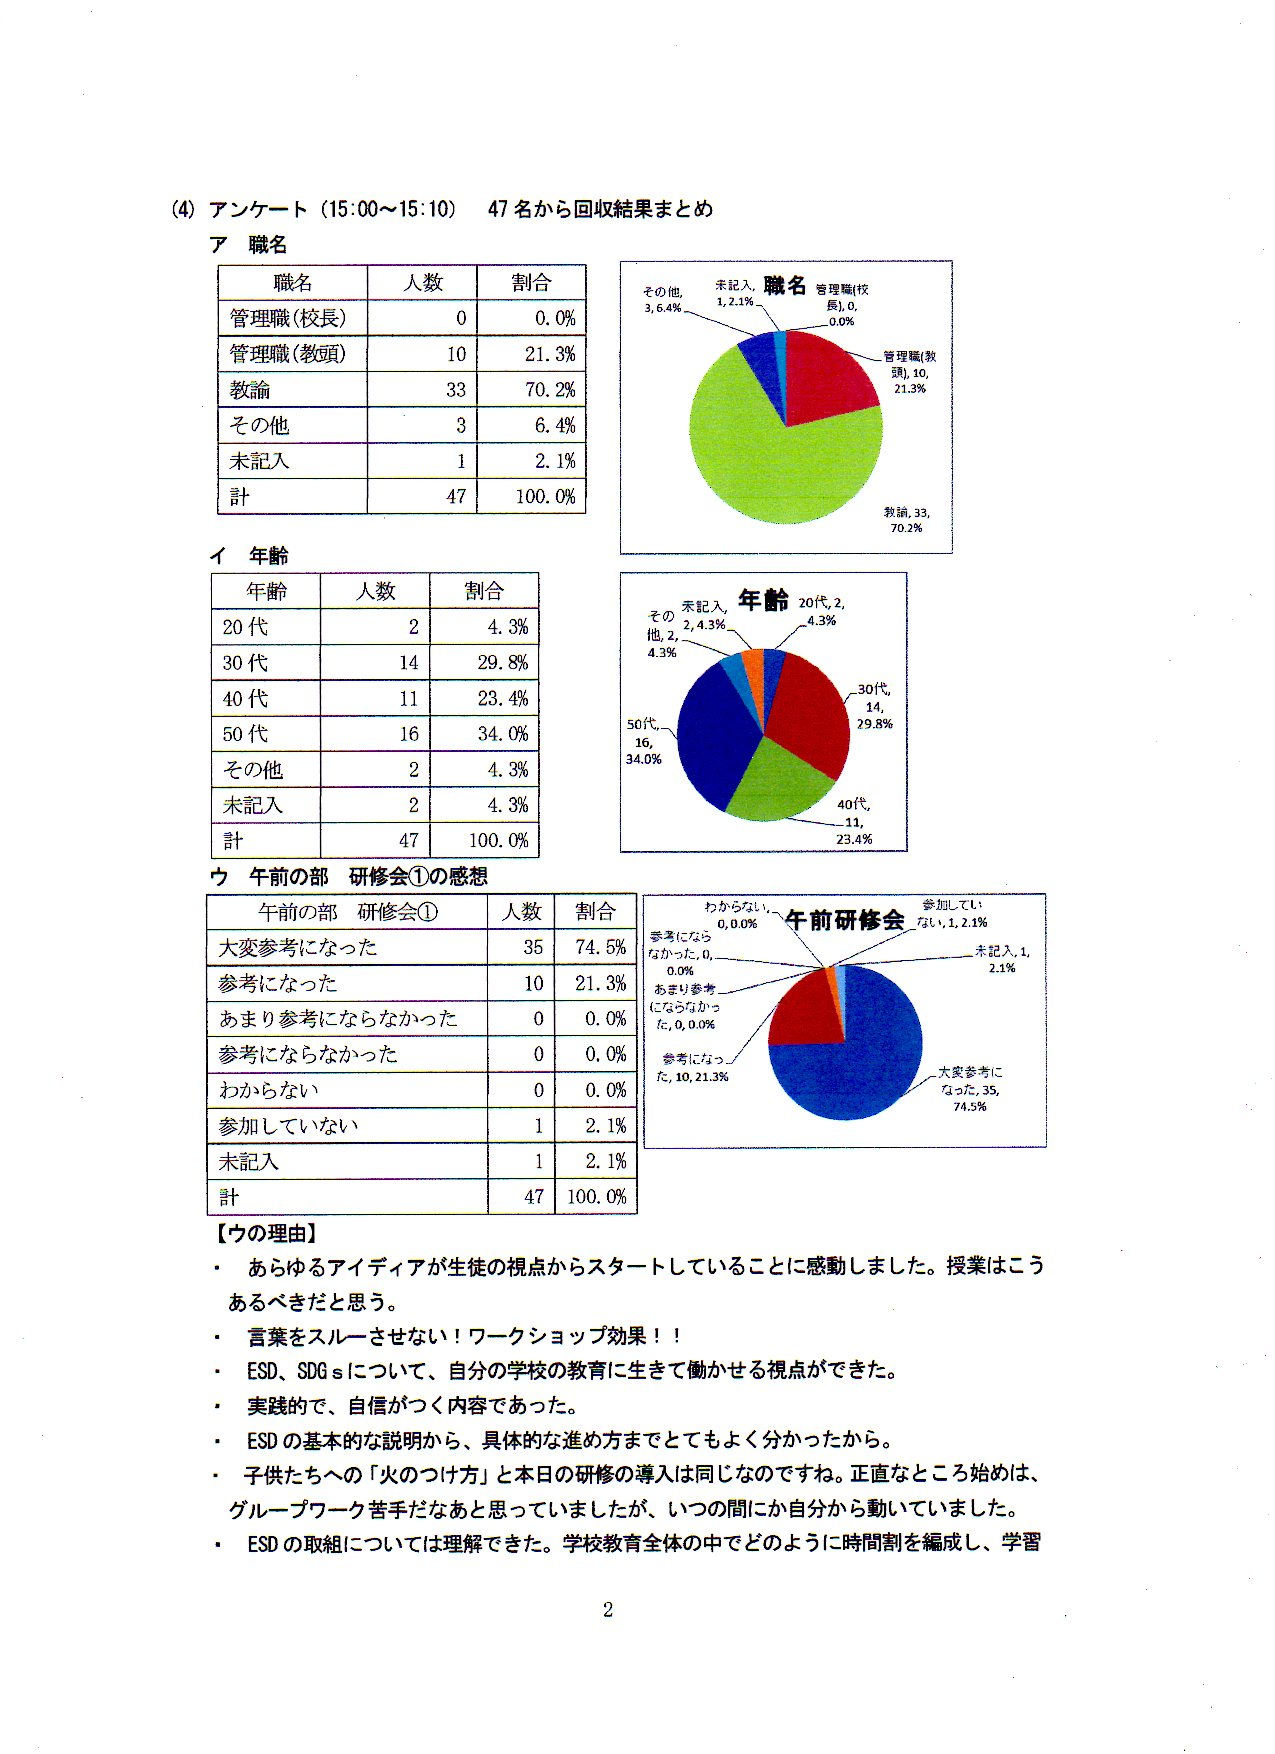 (4) アンケート（15:00～15:10）　47名から回収結果まとめ
ア　職名
職名　人数　割合
管理職(校長)　0　0.0%
管理職(教頭)　10　21.3%
教諭　33　70.2%
その他　3　6.4%
未記入　1　2.1%
計　47　100.0%
職名
その他, 3, 6.4%
未記入, 1, 2.1%
管理職(校長), 0, 0.0%
管理職(教頭), 10, 21.3%
教諭, 33, 70.2%
イ　年齢
年齢　人数　割合
20代　2　4.3%
30代　14　29.8%
40代　11　23.4%
50代　16　34.0%
その他　2　4.3%
未記入　2　4.3%
計　47　100.0%
年齢
その他, 2, 4.3%
未記入, 2, 4.3%
20代, 2, 4.3%
30代, 14, 29.8%
40代, 11, 23.4%
50代, 16, 34.0%
ウ　午前の部　研修会①の感想
午前の部　研修会①　人数　割合
大変参考になった　35　74.5%
参考になった　10　21.3%
あまり参考にならなかった　0　0.0%
参考にならなかった　0　0.0%
わからない　0　0.0%
参加していない　1　2.1%
未記入　1　2.1%
計　47　100.0%
午前研修会
わからない, 0, 0.0%
参考にならなかった, 0, 0.0%
あまり参考にならなかった, 0, 0.0%
参考になった, 10, 21.3%
参加していない, 1, 2.1%
未記入, 1, 2.1%
大変参考になった, 35, 74.5%
【ウの理由】
・　あらゆるアイディアが生徒の視点からスタートしていることに感動しました。授業はこう
あるべきだと思う。
・　言葉をスルーさせない！ワークショップ効果！！
・　ESD、SDGｓについて、自分の学校の教育に生きて働かせる視点ができた。
・　実践的で、自信がつく内容であった。
・　ESDの基本的な説明から、具体的な進め方までとてもよく分かったから。
・　子供たちへの「火のつけ方」と本日の研修の導入は同じなのですね。正直なところ始めは、
グループワーク苦手だなあと思っていましたが、いつの間にか自分から動いていました。
・　ESDの取組については理解できた。学校教育全体の中でどのように時間割を編成し、学習
2